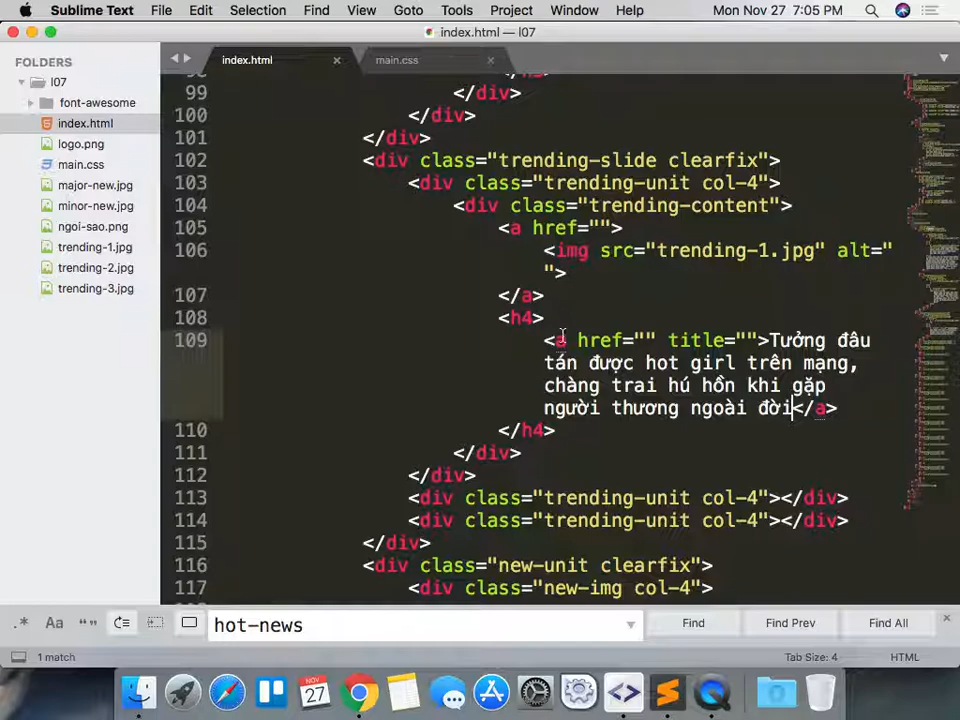 Sublime Text File Edit Selection Find View Goto Tools Project Window Help Mon Nov 27 7:05 PM
index.html — l07
FOLDERS
l07
font-awesome
index.html
logo.png
main.css
major-new.jpg
minor-new.jpg
ngoi-sao.png
trending-1.jpg
trending-2.jpg
trending-3.jpg
index.html × main.css ×
99 </div>
100 </div>
101 </div>
102 <div class="trending-slide clearfix">
103 <div class="trending-unit col-4">
104 <div class="trending-content">
105 <a href="">
106 <img src="trending-1.jpg" alt="
">
107 </a>
108 <h4>
109 <a href="" title="">Tưởng đâu
tán được hot girl trên mạng,
chàng trai hú hồn khi gặp
người thương ngoài đời</a>
110 </h4>
111 </div>
112 </div>
113 <div class="trending-unit col-4"></div>
114 <div class="trending-unit col-4"></div>
115 </div>
116 <div class="new-unit clearfix">
117 <div class="new-img col-4">
.* Aa “” hot-news Find Find Prev Find All
1 match Tab Size: 4 HTML
NOV
27